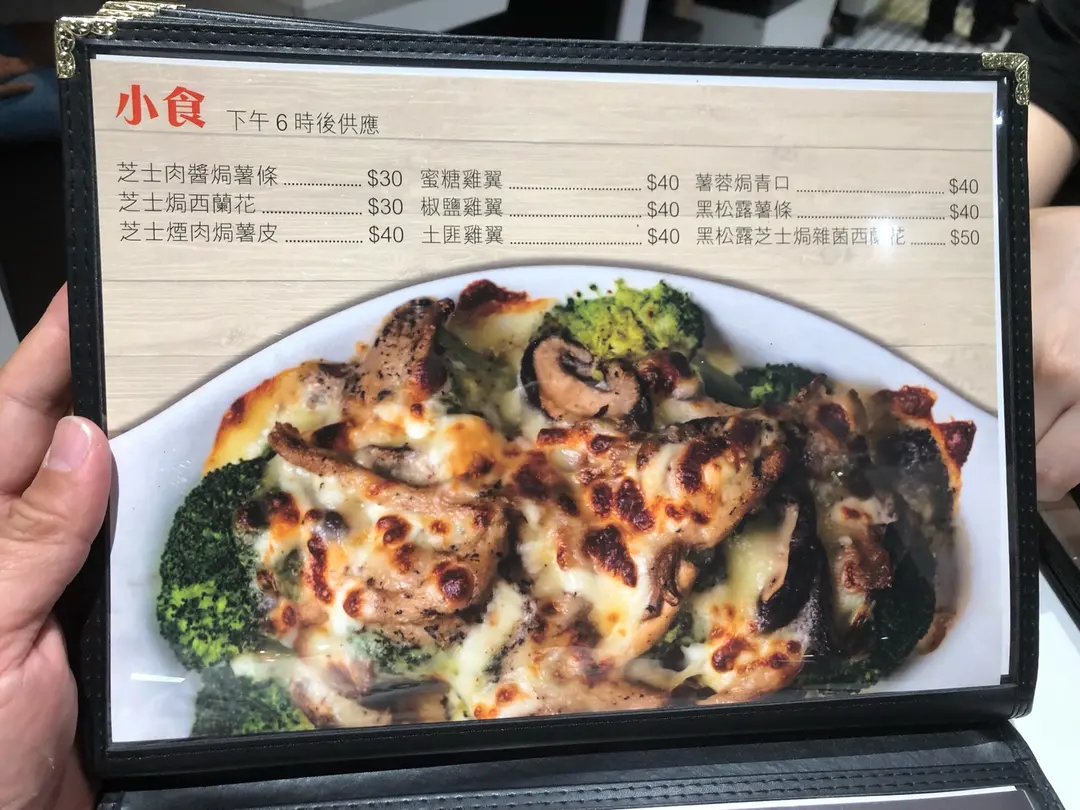 小食 下午6時後供應
芝士肉醬焗薯條 $30
芝士焗西蘭花 $30
芝士煙肉焗薯皮 $40
蜜糖雞翼 $40
椒鹽雞翼 $40
土匪雞翼 $40
薯蓉焗青口 $40
黑松露薯條 $40
黑松露芝士焗雜菌西蘭花 $50